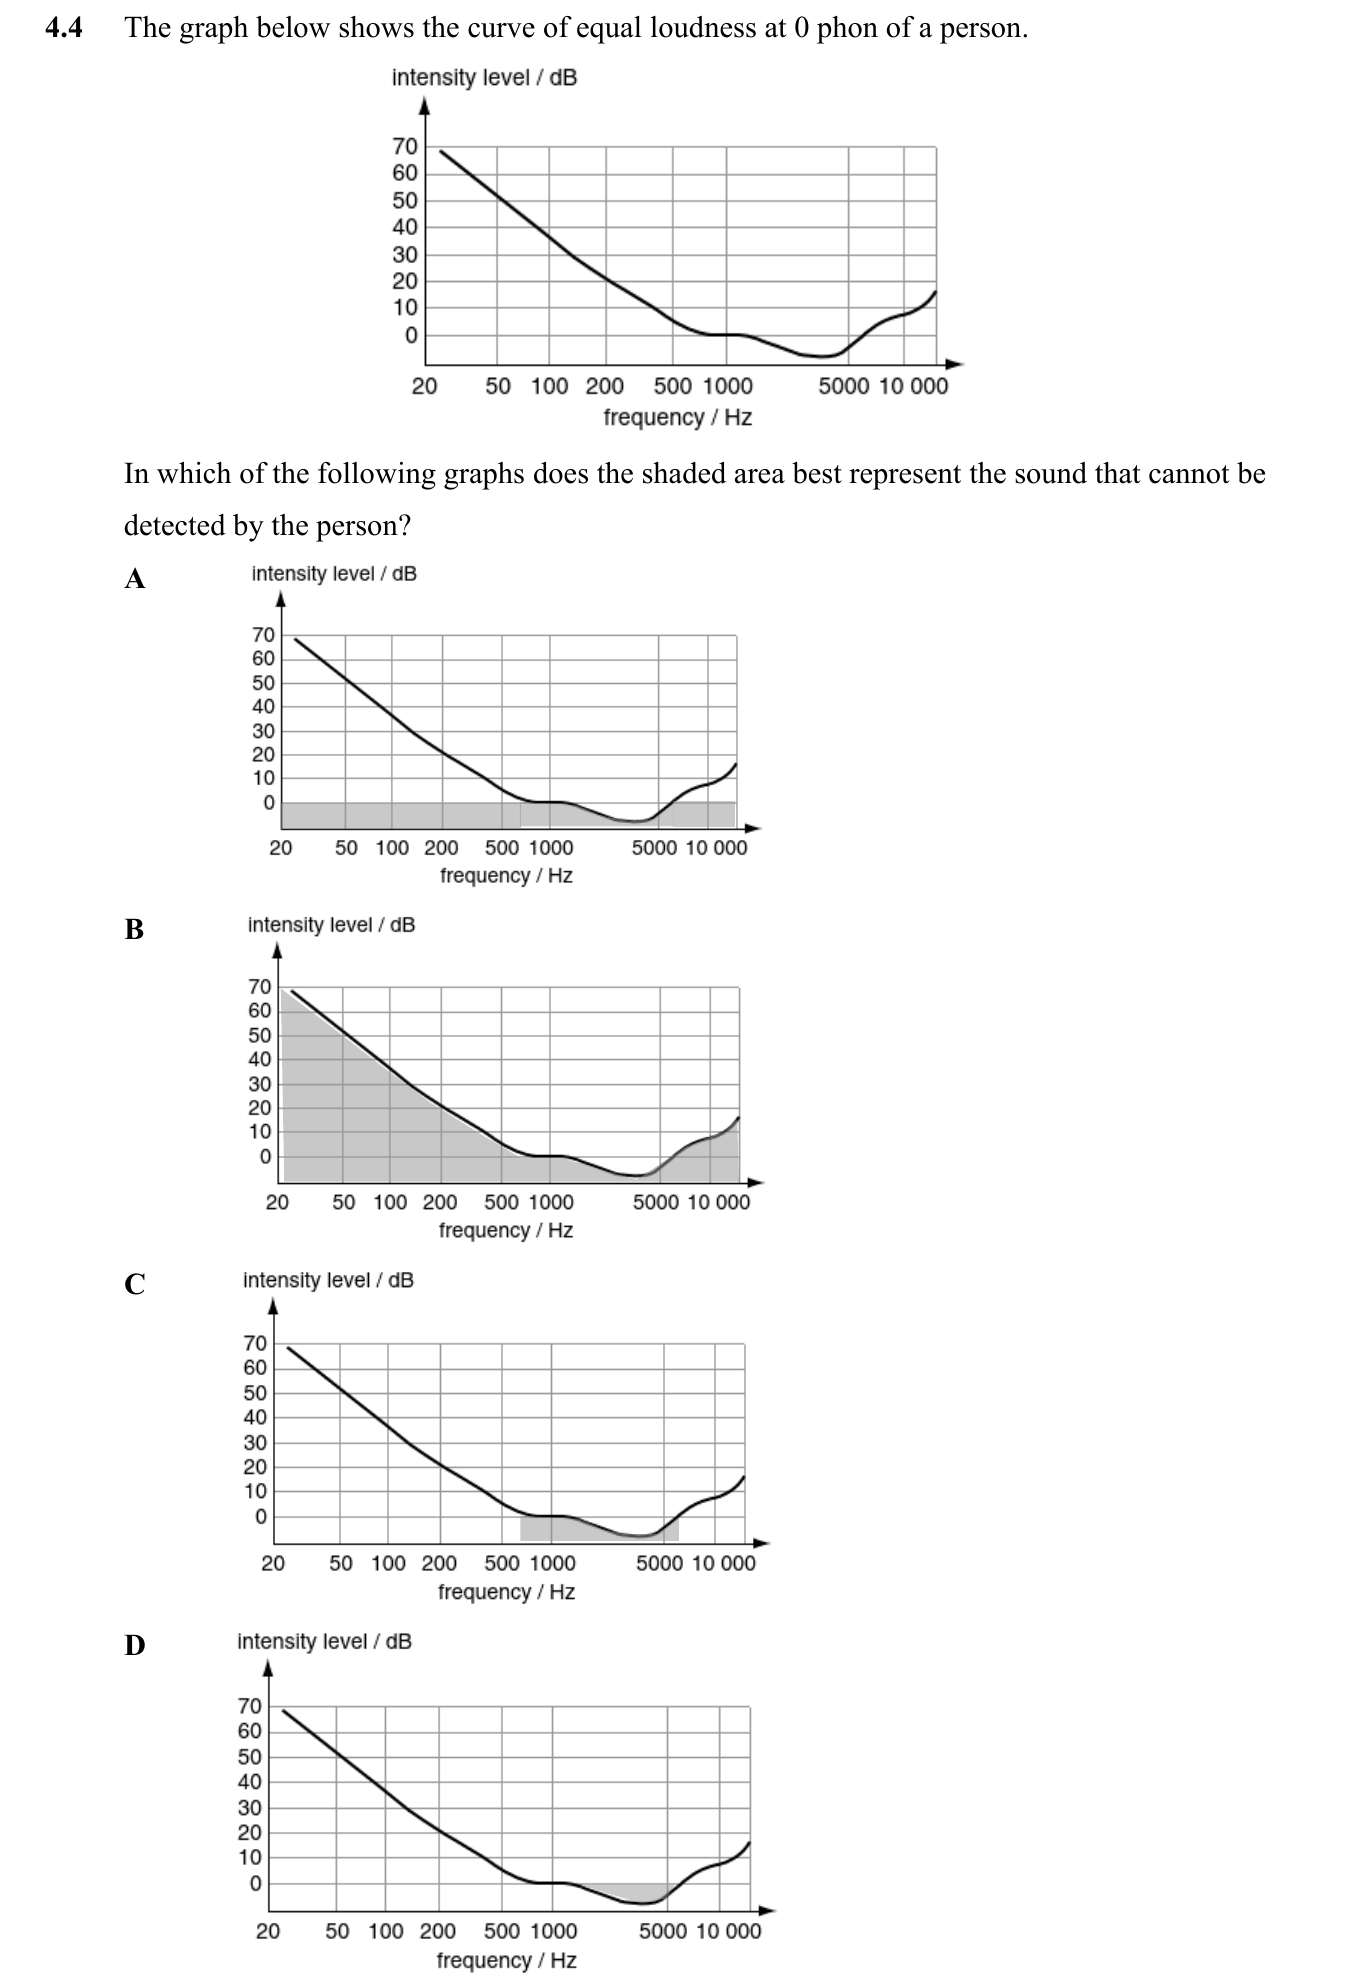 4.4 The graph below shows the curve of equal loudness at 0 phon of a person.
intensity level / dB
70
60
50
40
30
20
10
0
20 50 100 200 500 1000 5000 10 000
frequency / Hz
In which of the following graphs does the shaded area best represent the sound that cannot be
detected by the person?
A intensity level / dB
70
60
50
40
30
20
10
0
20 50 100 200 500 1000 5000 10 000
frequency / Hz
B intensity level / dB
70
60
50
40
30
20
10
0
20 50 100 200 500 1000 5000 10 000
frequency / Hz
C intensity level / dB
70
60
50
40
30
20
10
0
20 50 100 200 500 1000 5000 10 000
frequency / Hz
D intensity level / dB
70
60
50
40
30
20
10
0
20 50 100 200 500 1000 5000 10 000
frequency / Hz